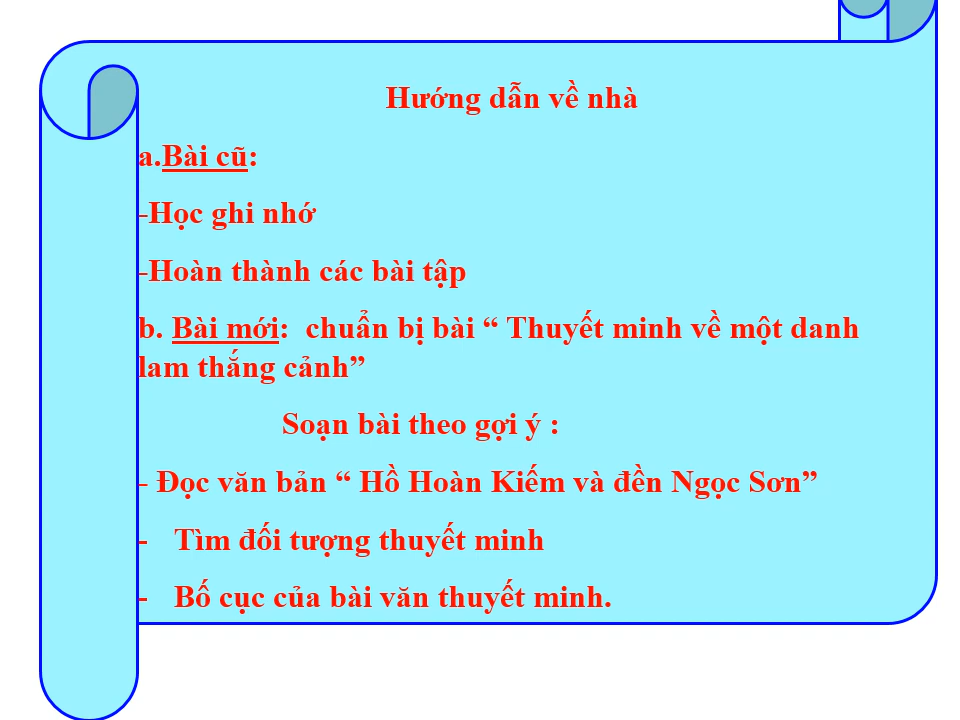 Hướng dẫn về nhà
a.Bài cũ:
-Học ghi nhớ
-Hoàn thành các bài tập
b. Bài mới:  chuẩn bị bài “ Thuyết minh về một danh
lam thắng cảnh”
Soạn bài theo gợi ý :
- Đọc văn bản “ Hồ Hoàn Kiếm và đền Ngọc Sơn”
- Tìm đối tượng thuyết minh
- Bố cục của bài văn thuyết minh.